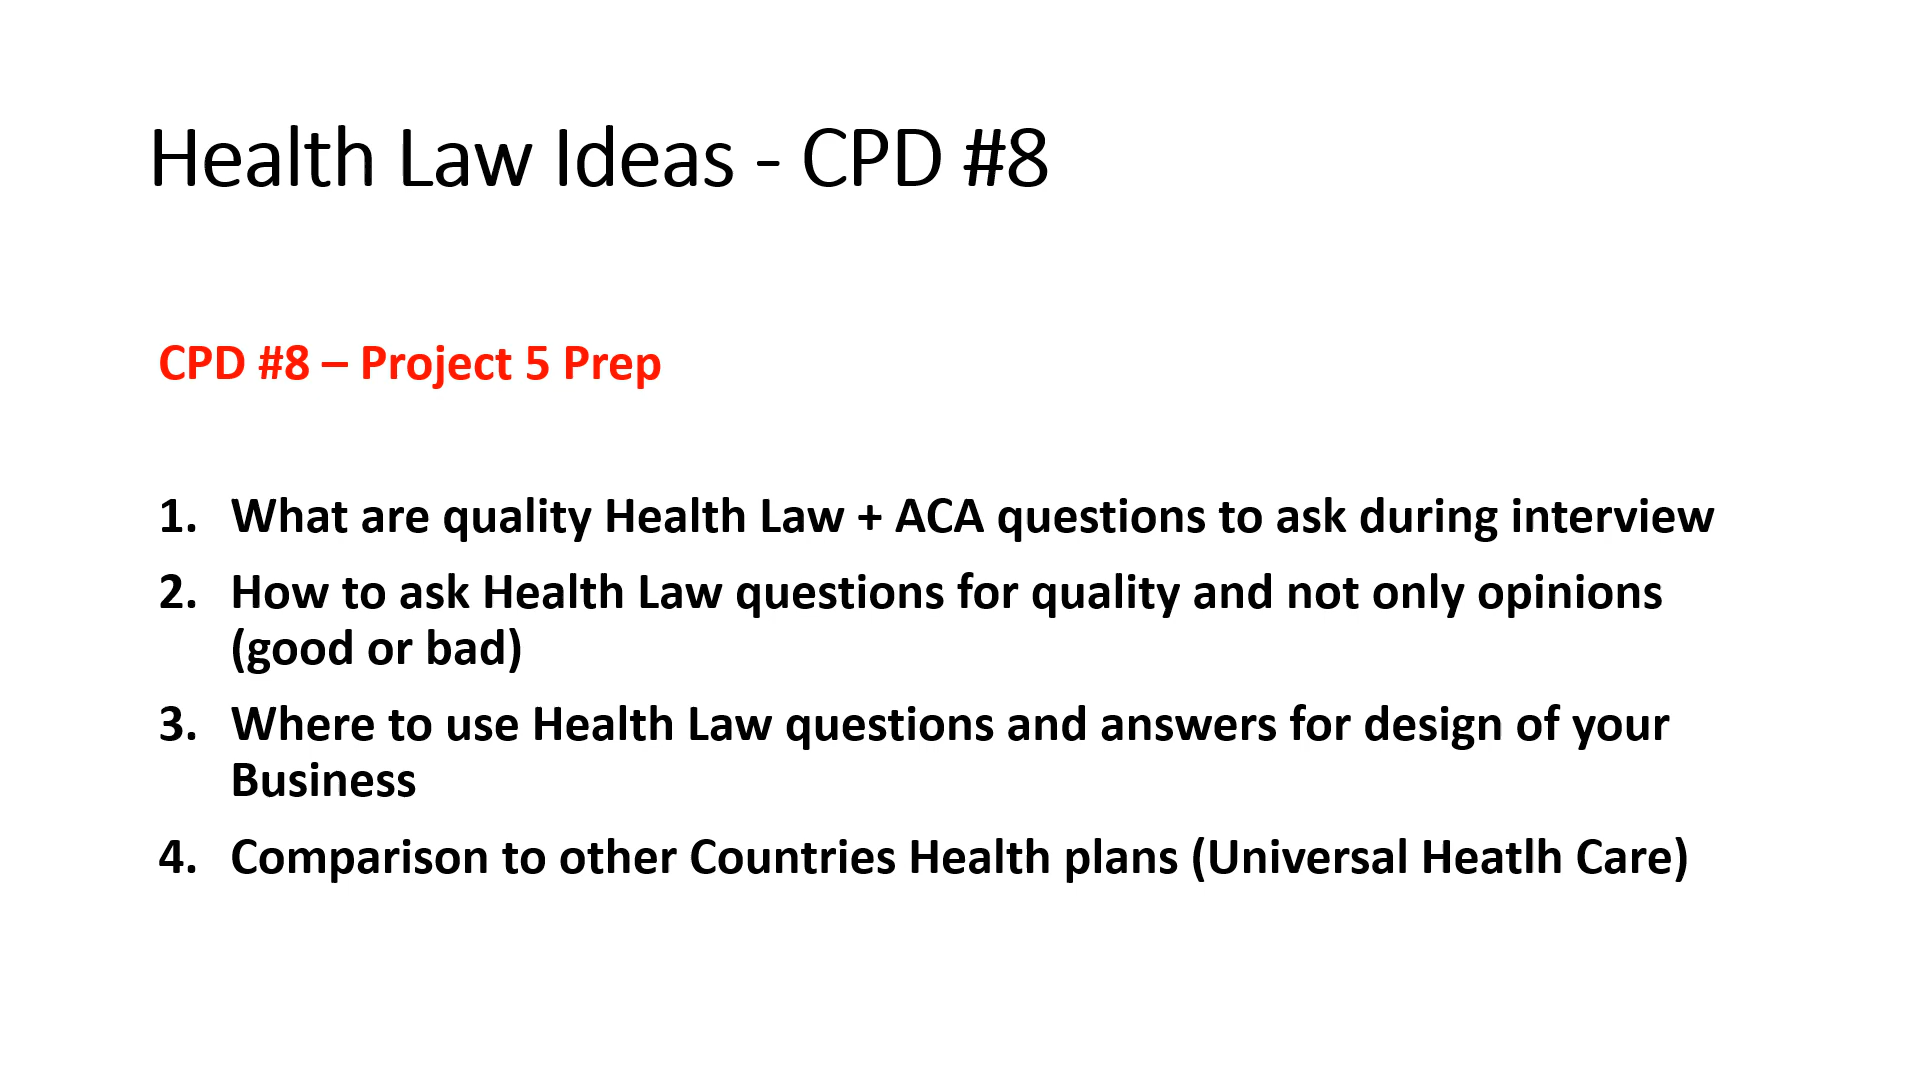 Health Law Ideas - CPD #8
CPD #8 – Project 5 Prep
1. What are quality Health Law + ACA questions to ask during interview
2. How to ask Health Law questions for quality and not only opinions
(good or bad)
3. Where to use Health Law questions and answers for design of your
Business
4. Comparison to other Countries Health plans (Universal Heatlh Care)